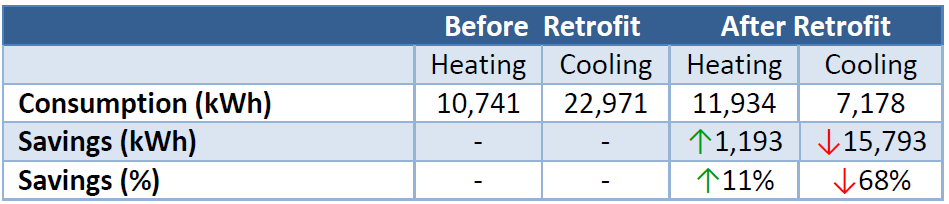 Before Retrofit After Retrofit
Heating Cooling Heating Cooling
Consumption (kWh) 10,741 22,971 11,934 7,178
Savings (kWh) - - ↑1,193 ↓15,793
Savings (%) - - ↑11% ↓68%